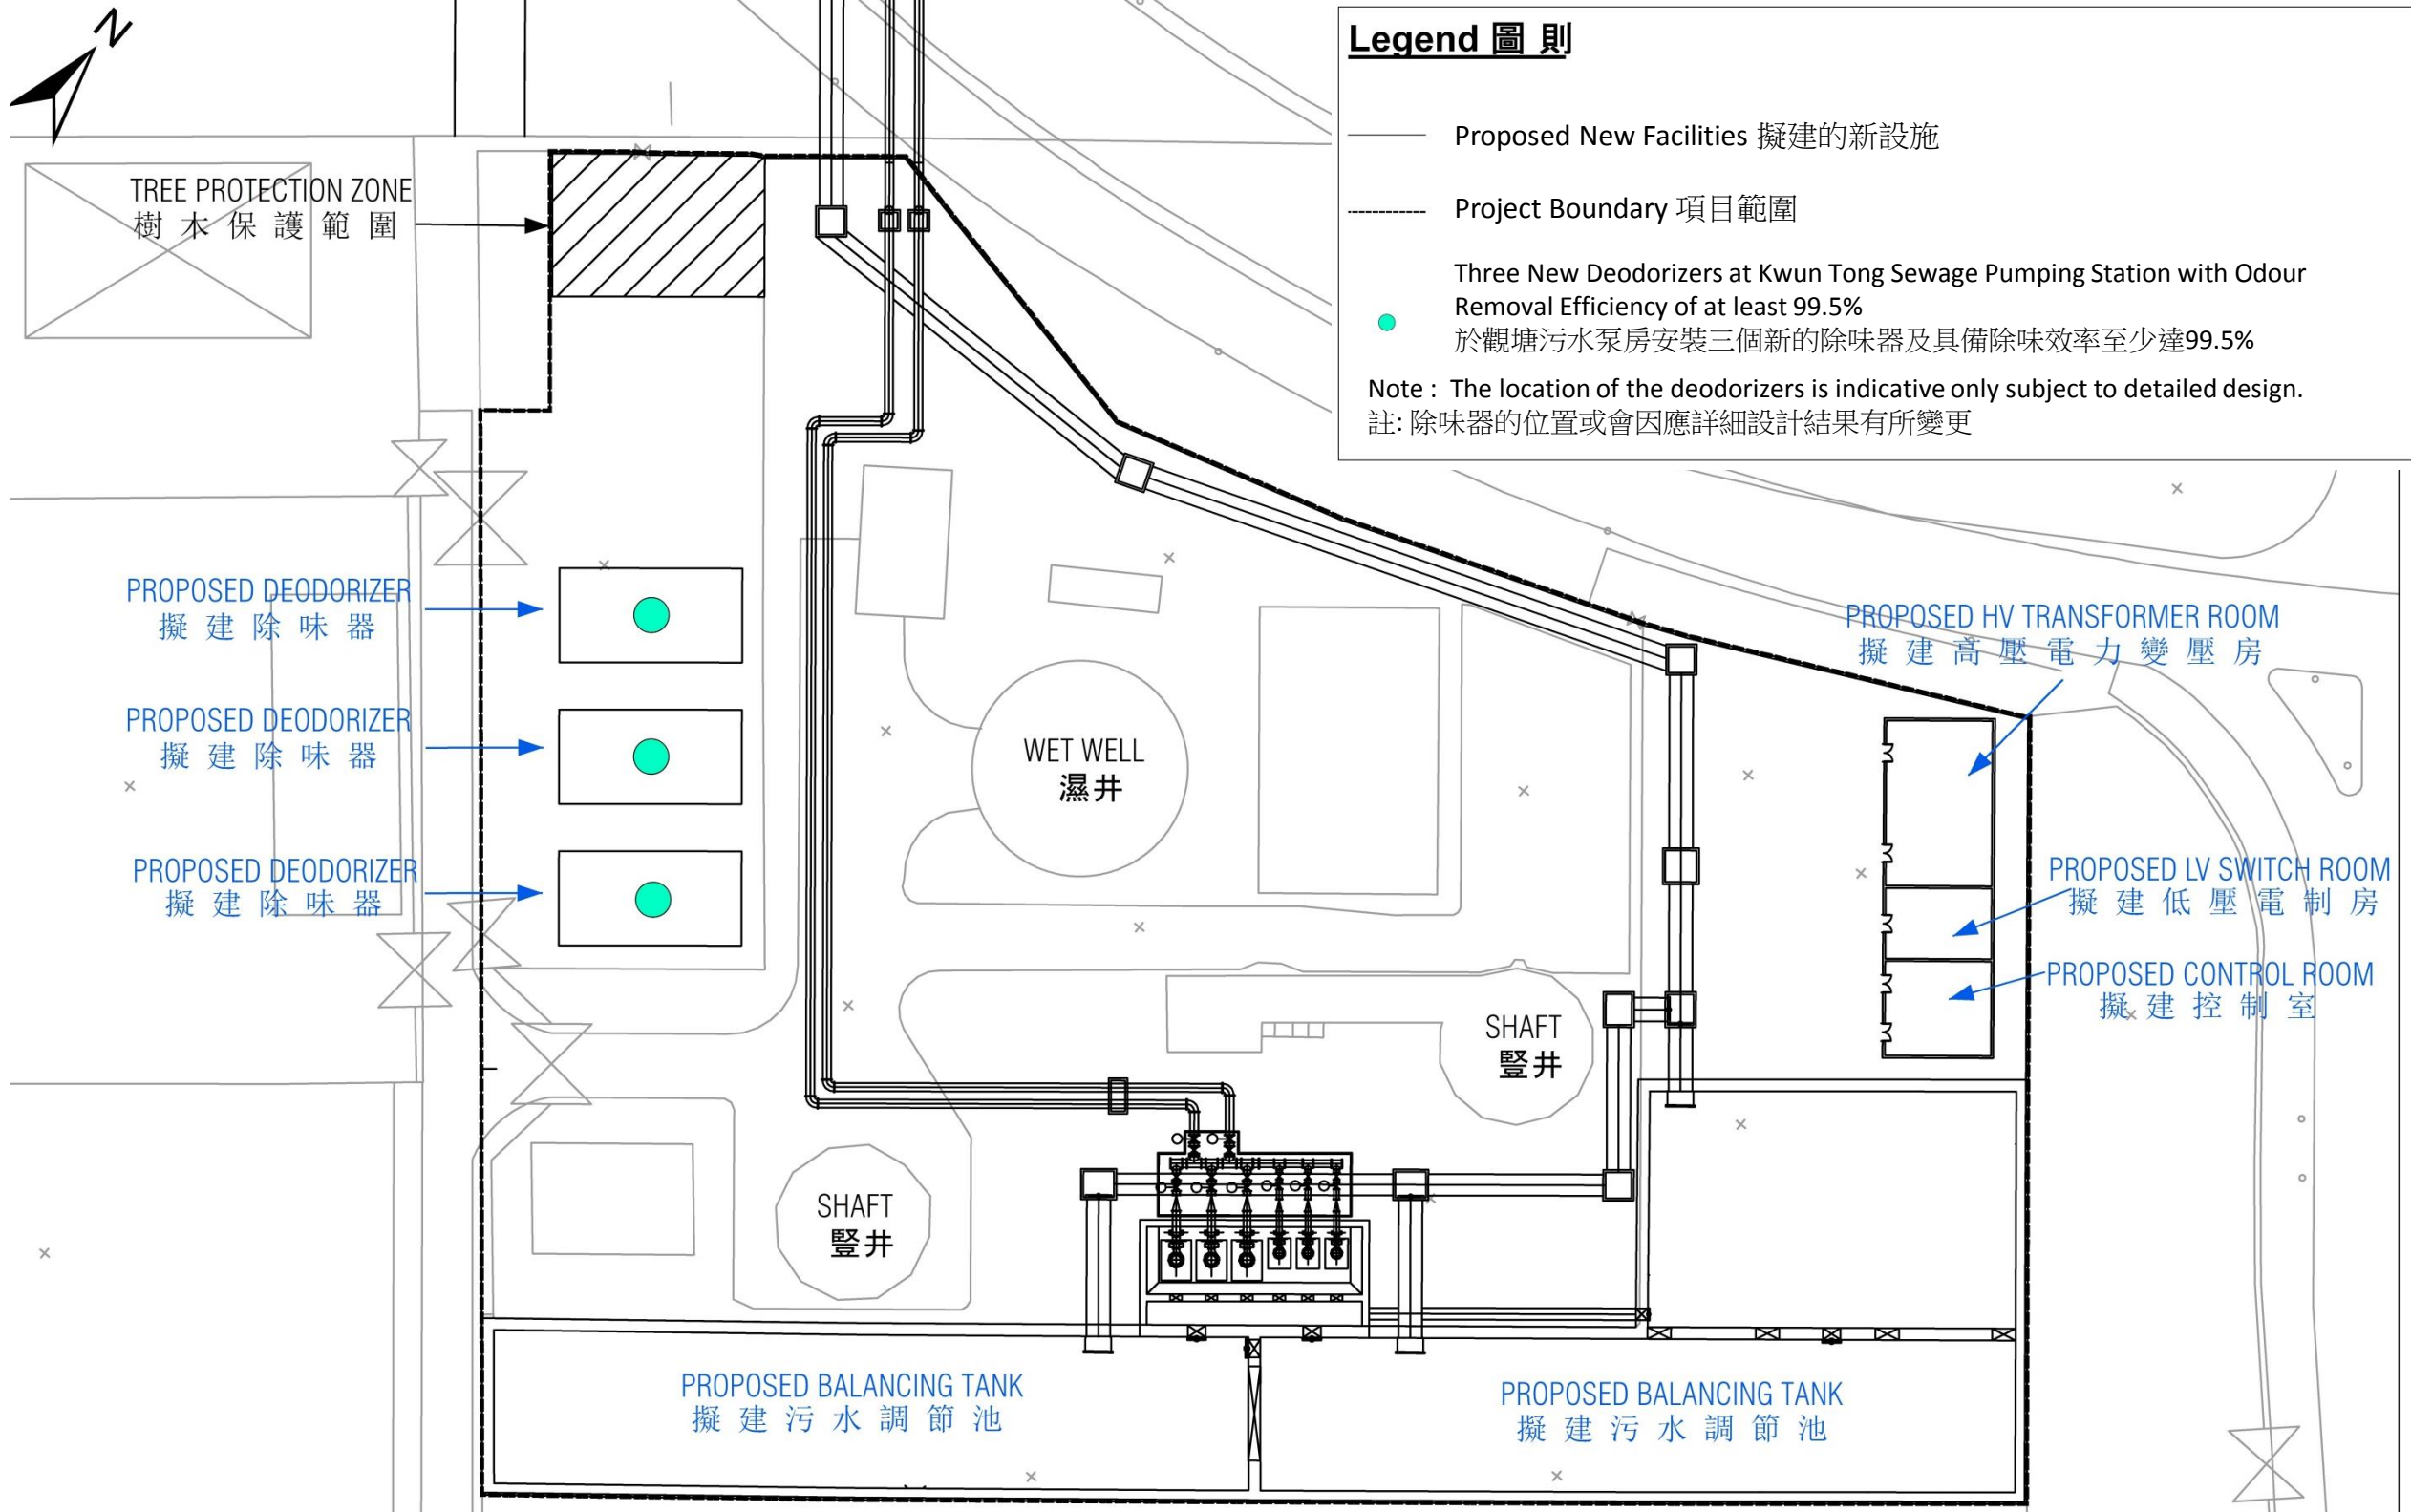 N
Legend 圖 則
Proposed New Facilities 擬建的新設施
Project Boundary 項目範圍
Three New Deodorizers at Kwun Tong Sewage Pumping Station with Odour
Removal Efficiency of at least 99.5%
於觀塘污水泵房安裝三個新的除味器及具備除味效率至少達99.5%
Note : The location of the deodorizers is indicative only subject to detailed design.
註: 除味器的位置或會因應詳細設計結果有所變更
TREE PROTECTION ZONE
樹 木 保 護 範 圍
PROPOSED DEODORIZER
擬 建 除 味 器
PROPOSED DEODORIZER
擬 建 除 味 器
PROPOSED DEODORIZER
擬 建 除 味 器
WET WELL
濕井
PROPOSED HV TRANSFORMER ROOM
擬 建 高 壓 電 力 變 壓 房
PROPOSED LV SWITCH ROOM
擬 建 低 壓 電 制 房
PROPOSED CONTROL ROOM
擬 建 控 制 室
SHAFT
豎井
SHAFT
豎井
PROPOSED BALANCING TANK
擬 建 污 水 調 節 池
PROPOSED BALANCING TANK
擬 建 污 水 調 節 池